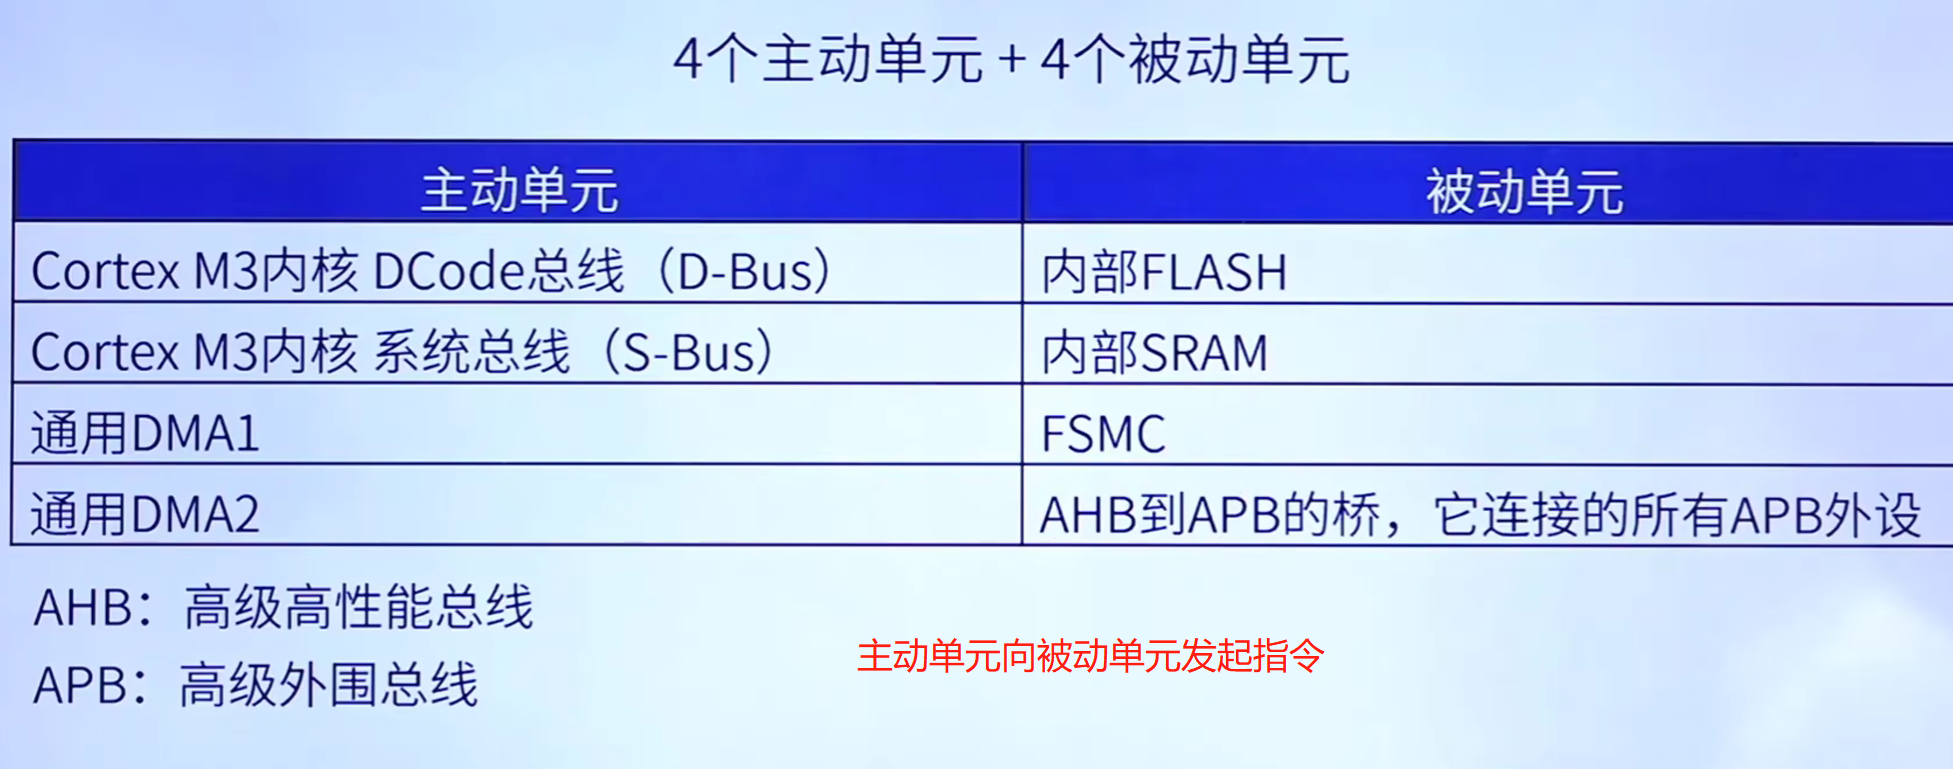 4个主动单元 + 4个被动单元
主动单元 被动单元
Cortex M3内核 DCode总线（D-Bus） 内部FLASH
Cortex M3内核 系统总线（S-Bus） 内部SRAM
通用DMA1 FSMC
通用DMA2 AHB到APB的桥，它连接的所有APB外设
AHB：高级高性能总线
主动单元向被动单元发起指令
APB：高级外围总线